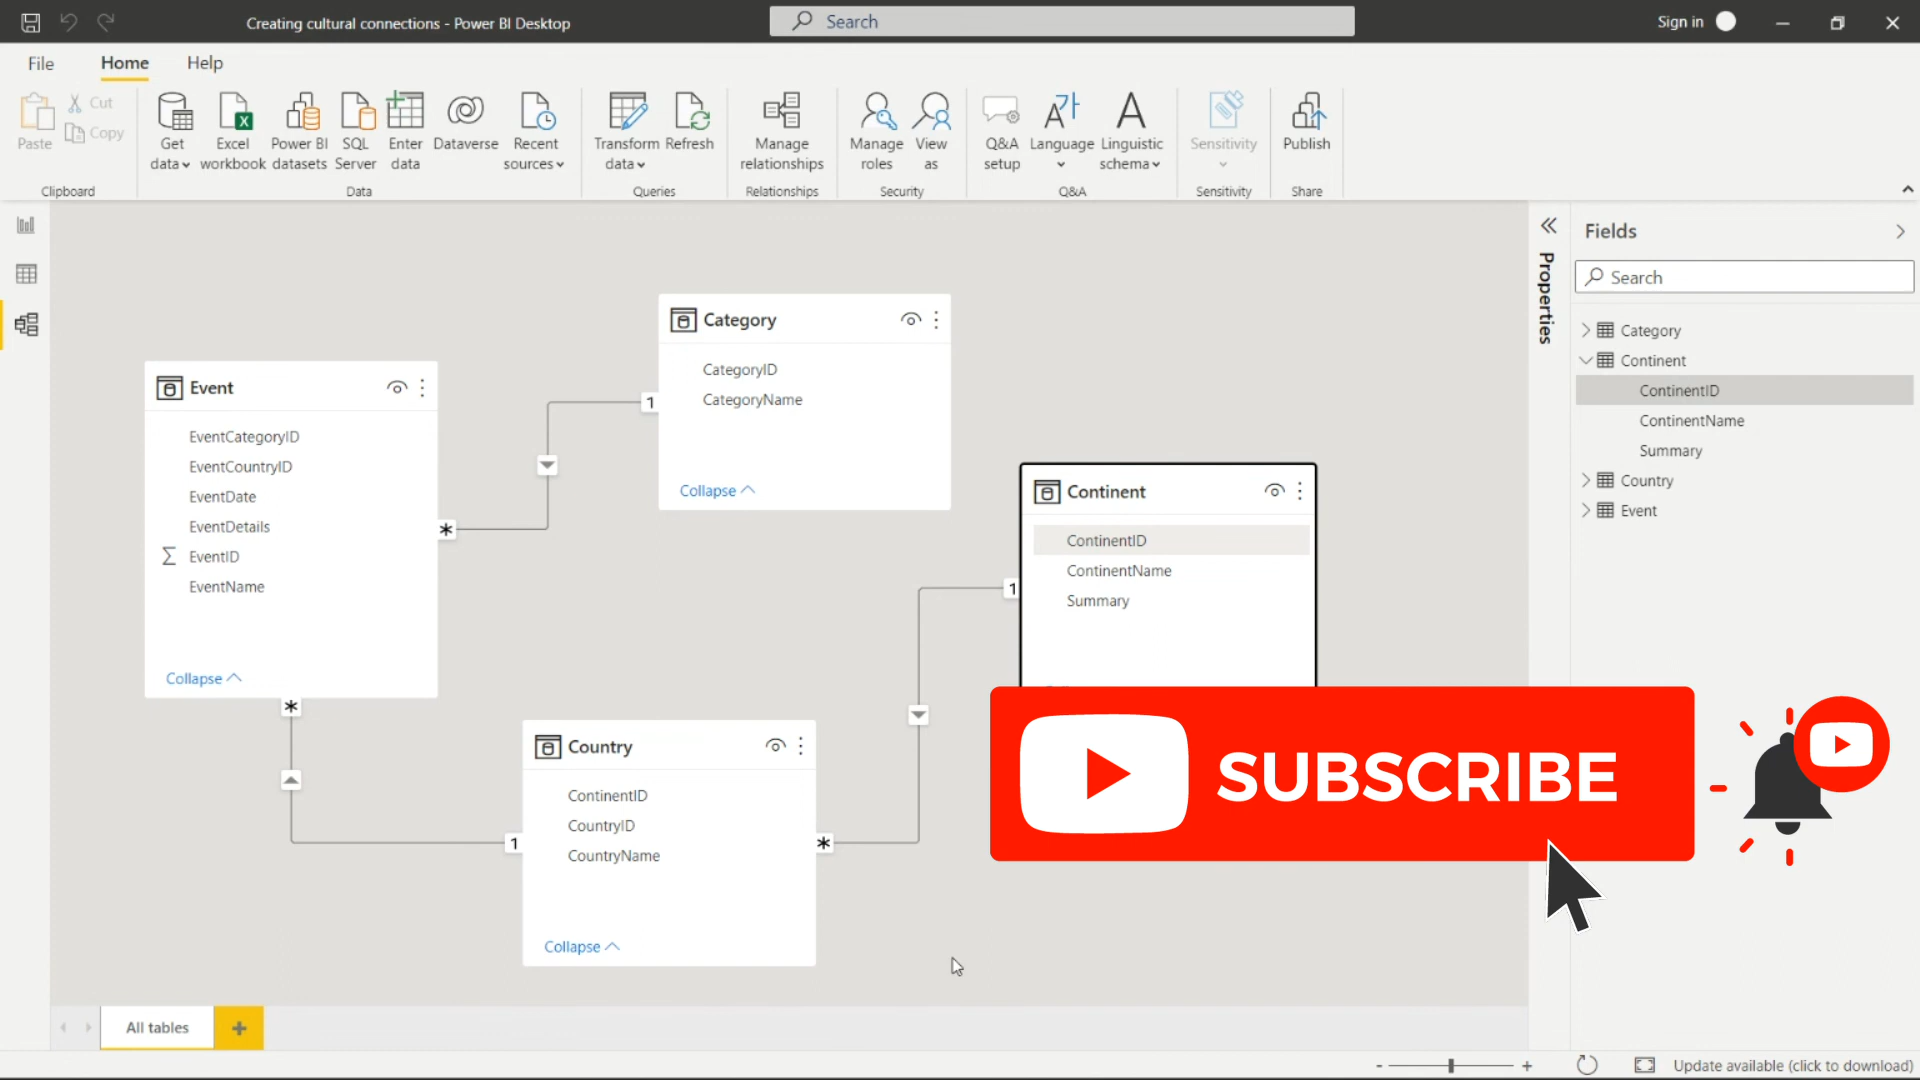 Creating cultural connections - Power BI Desktop
Search
Sign in
File
Home
Help
Paste
Cut
Copy
Clipboard
Get data
Excel workbook
Power BI datasets
SQL Server
Enter data
Dataverse
Recent sources
Data
Transform data
Refresh
Queries
Manage relationships
Relationships
Manage roles
View as
Security
Q&A setup
Language
Linguistic schema
Q&A
Sensitivity
Sensitivity
Publish
Share
Event
EventCategoryID
EventCountryID
EventDate
EventDetails
Σ EventID
EventName
Collapse
Category
CategoryID
CategoryName
Collapse
1
*
Continent
ContinentID
ContinentName
Summary
1
*
Country
ContinentID
CountryID
CountryName
Collapse
1
*
SUBSCRIBE
Properties
Fields
Search
Category
Continent
ContinentID
ContinentName
Summary
Country
Event
All tables
+
-
+
Update available (click to download)